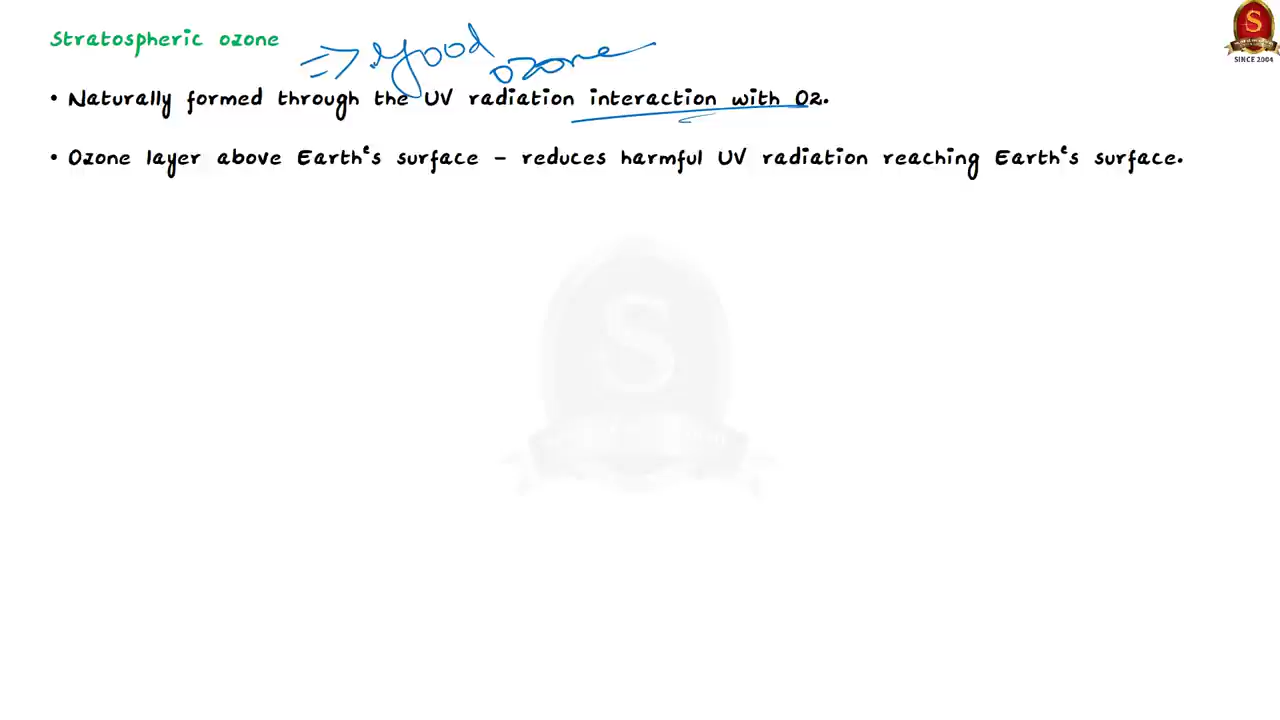 Stratospheric ozone
⇒ Good ozone
• Naturally formed through the UV radiation interaction with O2.
• Ozone layer above Earth's surface – reduces harmful UV radiation reaching Earth's surface.
S
SINCE 2004
S